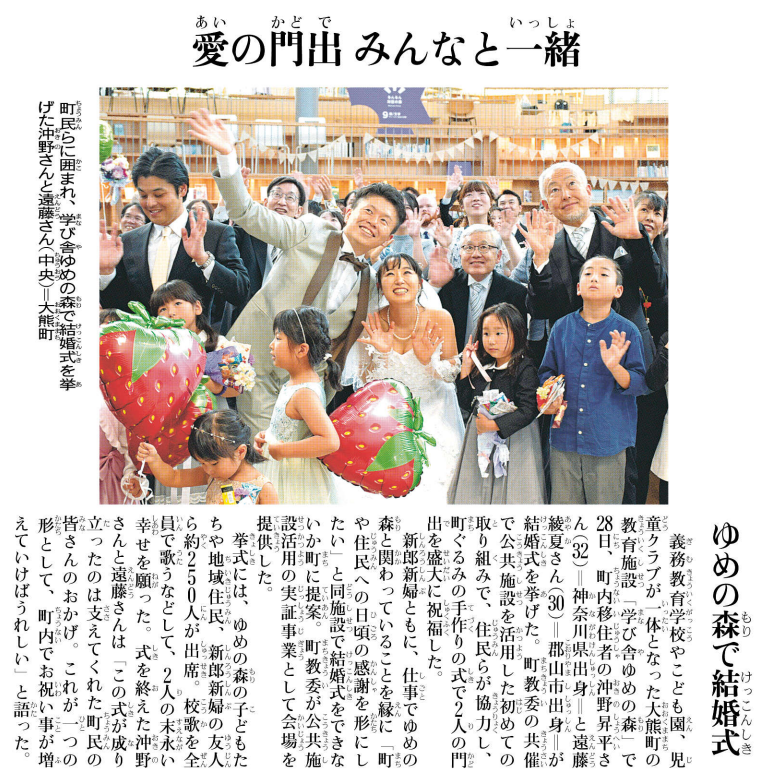 愛の門出 みんなと一緒
町民らに囲まれ、学び舎ゆめの森で結婚式を挙
げた沖野さんと遠藤さん（中央）＝大熊町
ゆめの森で結婚式
義務教育学校やこども園、児
童クラブが一体となった大熊町の
教育施設「学び舎ゆめの森」で
28日、町内移住者の沖野昇平さ
ん（32）＝神奈川県出身＝と遠藤
綾夏さん（30）＝郡山市出身＝が
結婚式を挙げた。町教委の共催
で公共施設を活用した初めての
取り組みで、住民らが協力し、
町ぐるみの手作りの式で2人の門
出を盛大に祝福した。
新郎新婦ともに、仕事でゆめの
森と関わっていることを縁に「町
や住民への日頃の感謝を形にし
たい」と同施設で結婚式をできな
いか町に提案。町教委が公共施
設活用の実証事業として会場を
提供した。
挙式には、ゆめの森の子どもた
ちや地域住民、新郎新婦の友人
ら約250人が出席。校歌を全
員で歌うなどして、2人の末永い
幸せを願った。式を終えた沖野
さんと遠藤さんは「この式が成り
立ったのは支えてくれた町民の
皆さんのおかげ。これが一つの
形として、町内でお祝い事が増
えていけばうれしい」と語った。